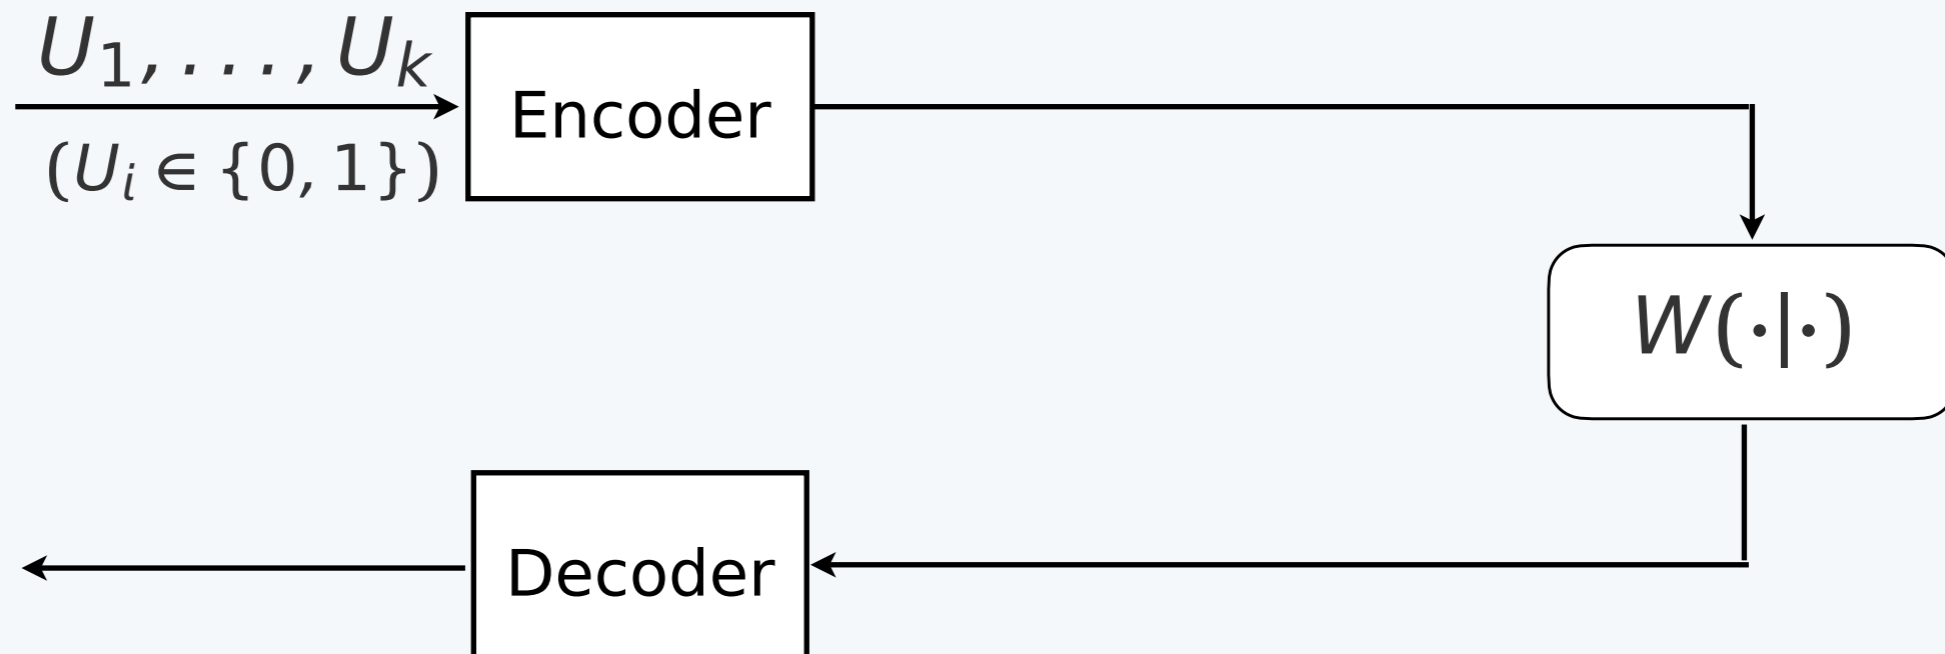 U₁, . . . , Uₖ
(Uᵢ ∈ {0, 1})
Encoder
W(·|·)
Decoder